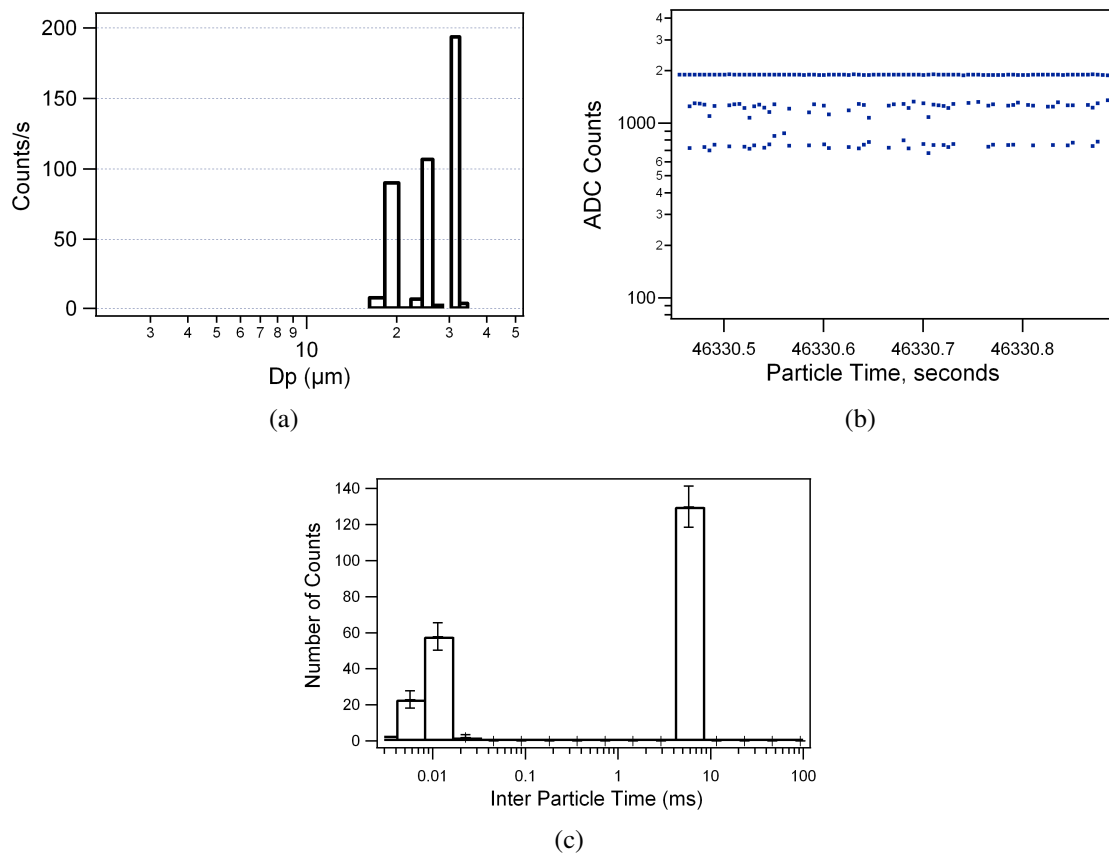 200
150
100
50
0
Counts/s
3 4 5 6 7 8 9 10 2 3 4 5
Dp (µm)
(a)
4
3
2
1000
6
5
4
3
2
100
ADC Counts
46330.5 46330.6 46330.7 46330.8
Particle Time, seconds
(b)
140
120
100
80
60
40
20
0
Number of Counts
0.01 0.1 1 10 100
Inter Particle Time (ms)
(c)